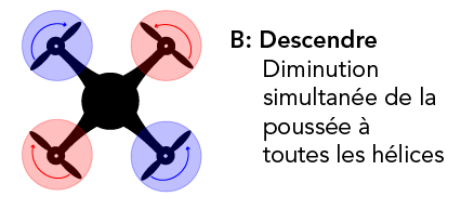 B: Descendre
Diminution
simultanée de la
poussée à
toutes les hélices